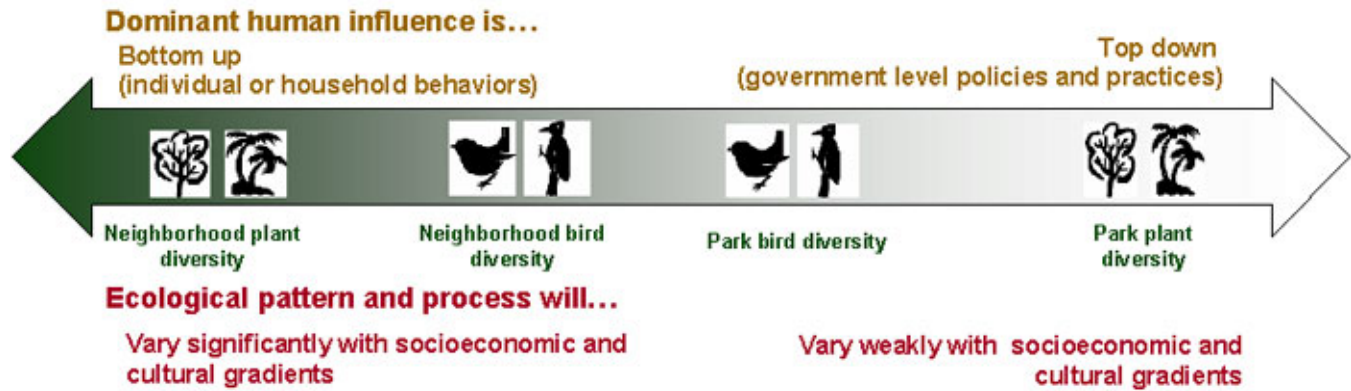 Dominant human influence is...
Bottom up
(individual or household behaviors)
Top down
(government level policies and practices)
Neighborhood plant
diversity
Neighborhood bird
diversity
Park bird diversity
Park plant
diversity
Ecological pattern and process will...
Vary significantly with socioeconomic and
cultural gradients
Vary weakly with socioeconomic and
cultural gradients